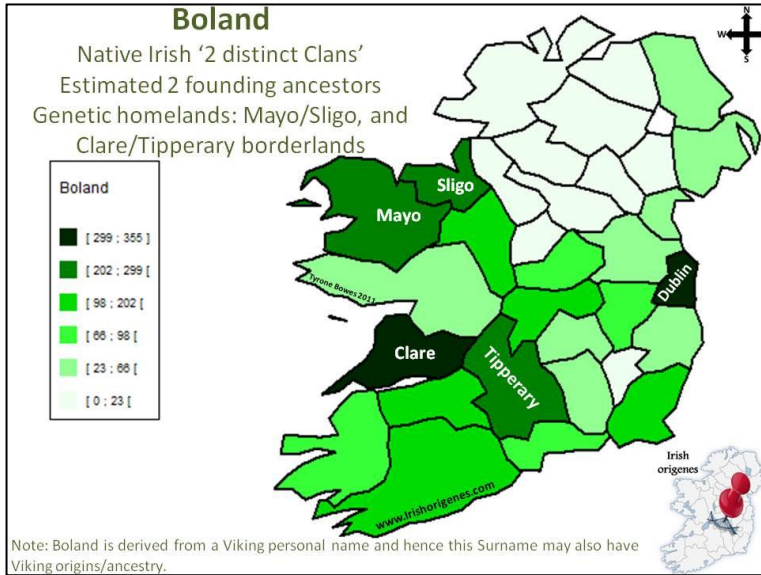 Boland
Native Irish ‘2 distinct Clans’
Estimated 2 founding ancestors
Genetic homelands: Mayo/Sligo, and
Clare/Tipperary borderlands
N
W
S
Boland
[ 299 ; 355 ]
[ 202 ; 299 [
[ 98 ; 202 [
[ 66 ; 98 [
[ 23 ; 66 [
[ 0 ; 23 [
Sligo
Mayo
Dublin
Tyrone Bowes 2011
Clare
Tipperary
www.Irishorigenes.com
Irish
origenes
Note: Boland is derived from a Viking personal name and hence this Surname may also have
Viking origins/ancestry.